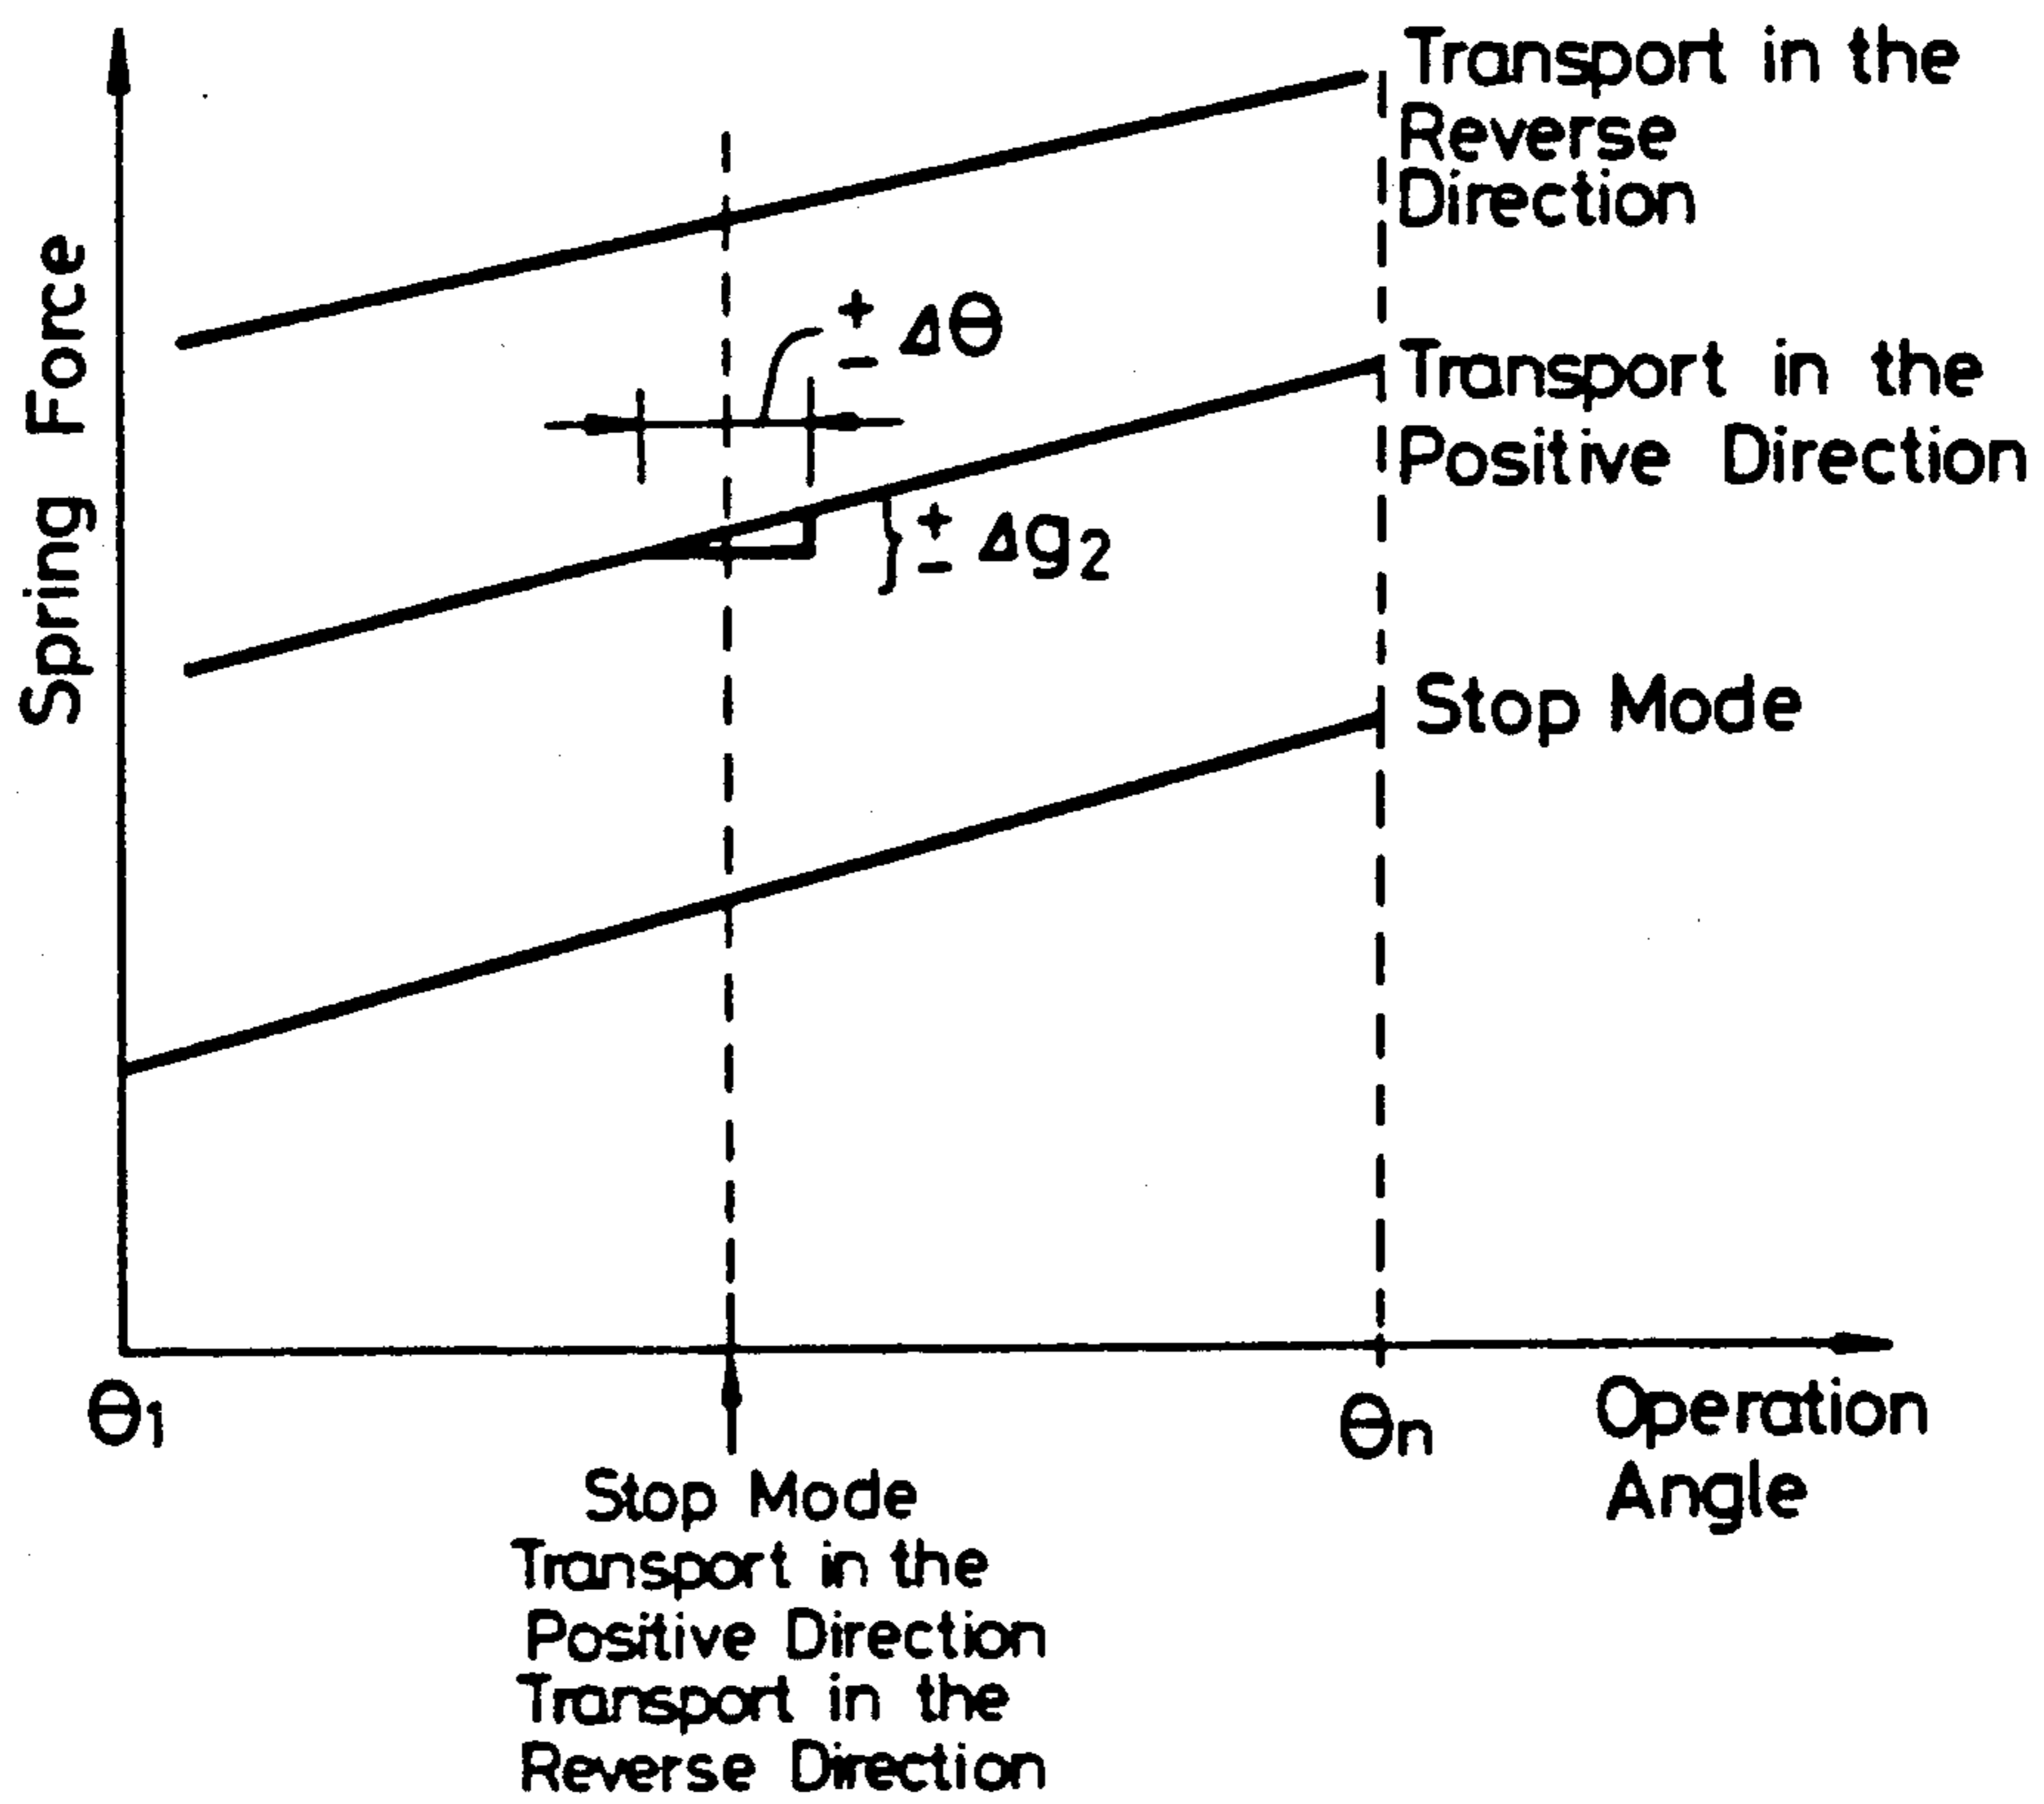 Transport in the
Reverse
Direction
Spring Force
± Δθ
Transport in the
Positive Direction
± Δg2
Stop Mode
θ1
θn
Operation
Angle
Stop Mode
Transport in the
Positive Direction
Transport in the
Reverse Direction